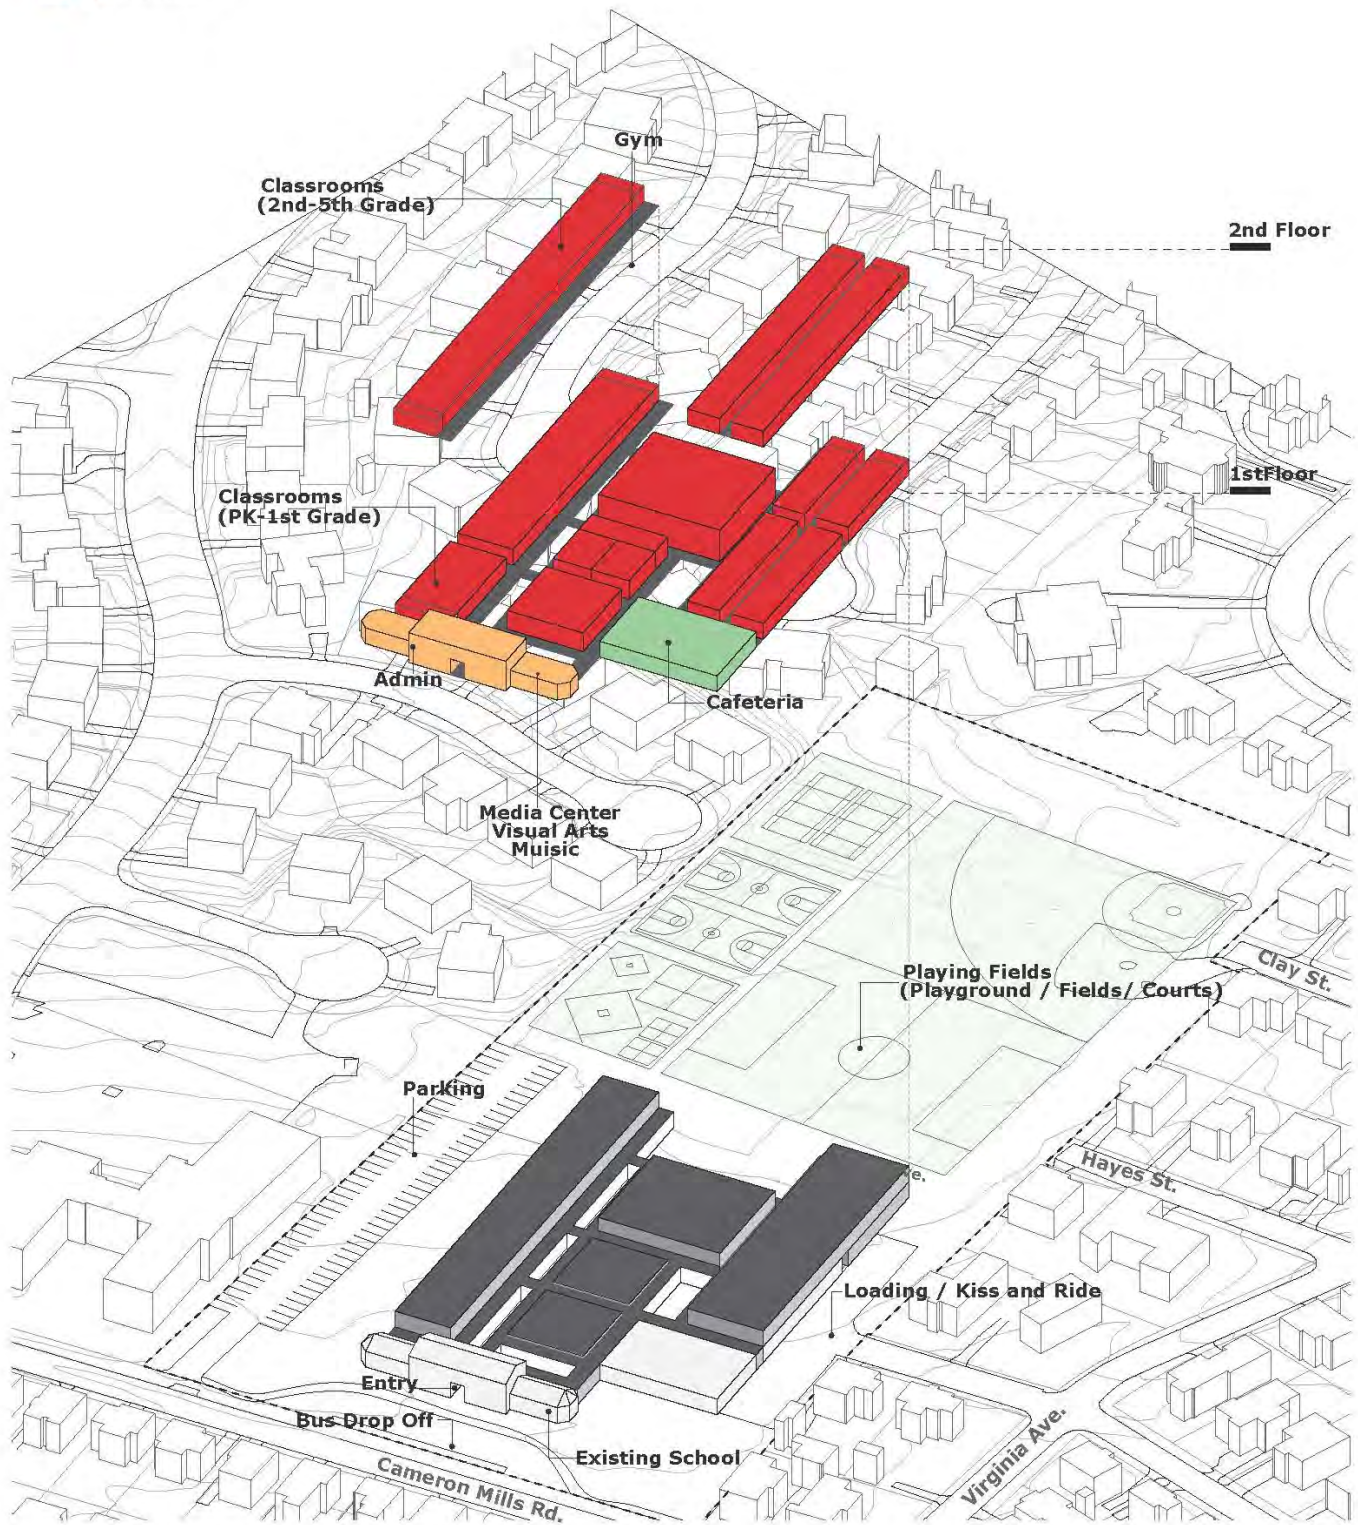 Gym
Classrooms
(2nd-5th Grade)
2nd Floor
1stFloor
Classrooms
(PK-1st Grade)
Admin
Cafeteria
Media Center
Visual Arts
Muisic
Clay St.
Playing Fields
(Playground / Fields/ Courts)
Parking
Hayes St.
ve.
Loading / Kiss and Ride
Entry
Bus Drop Off
Existing School
Cameron Mills Rd.
Virginia Ave.